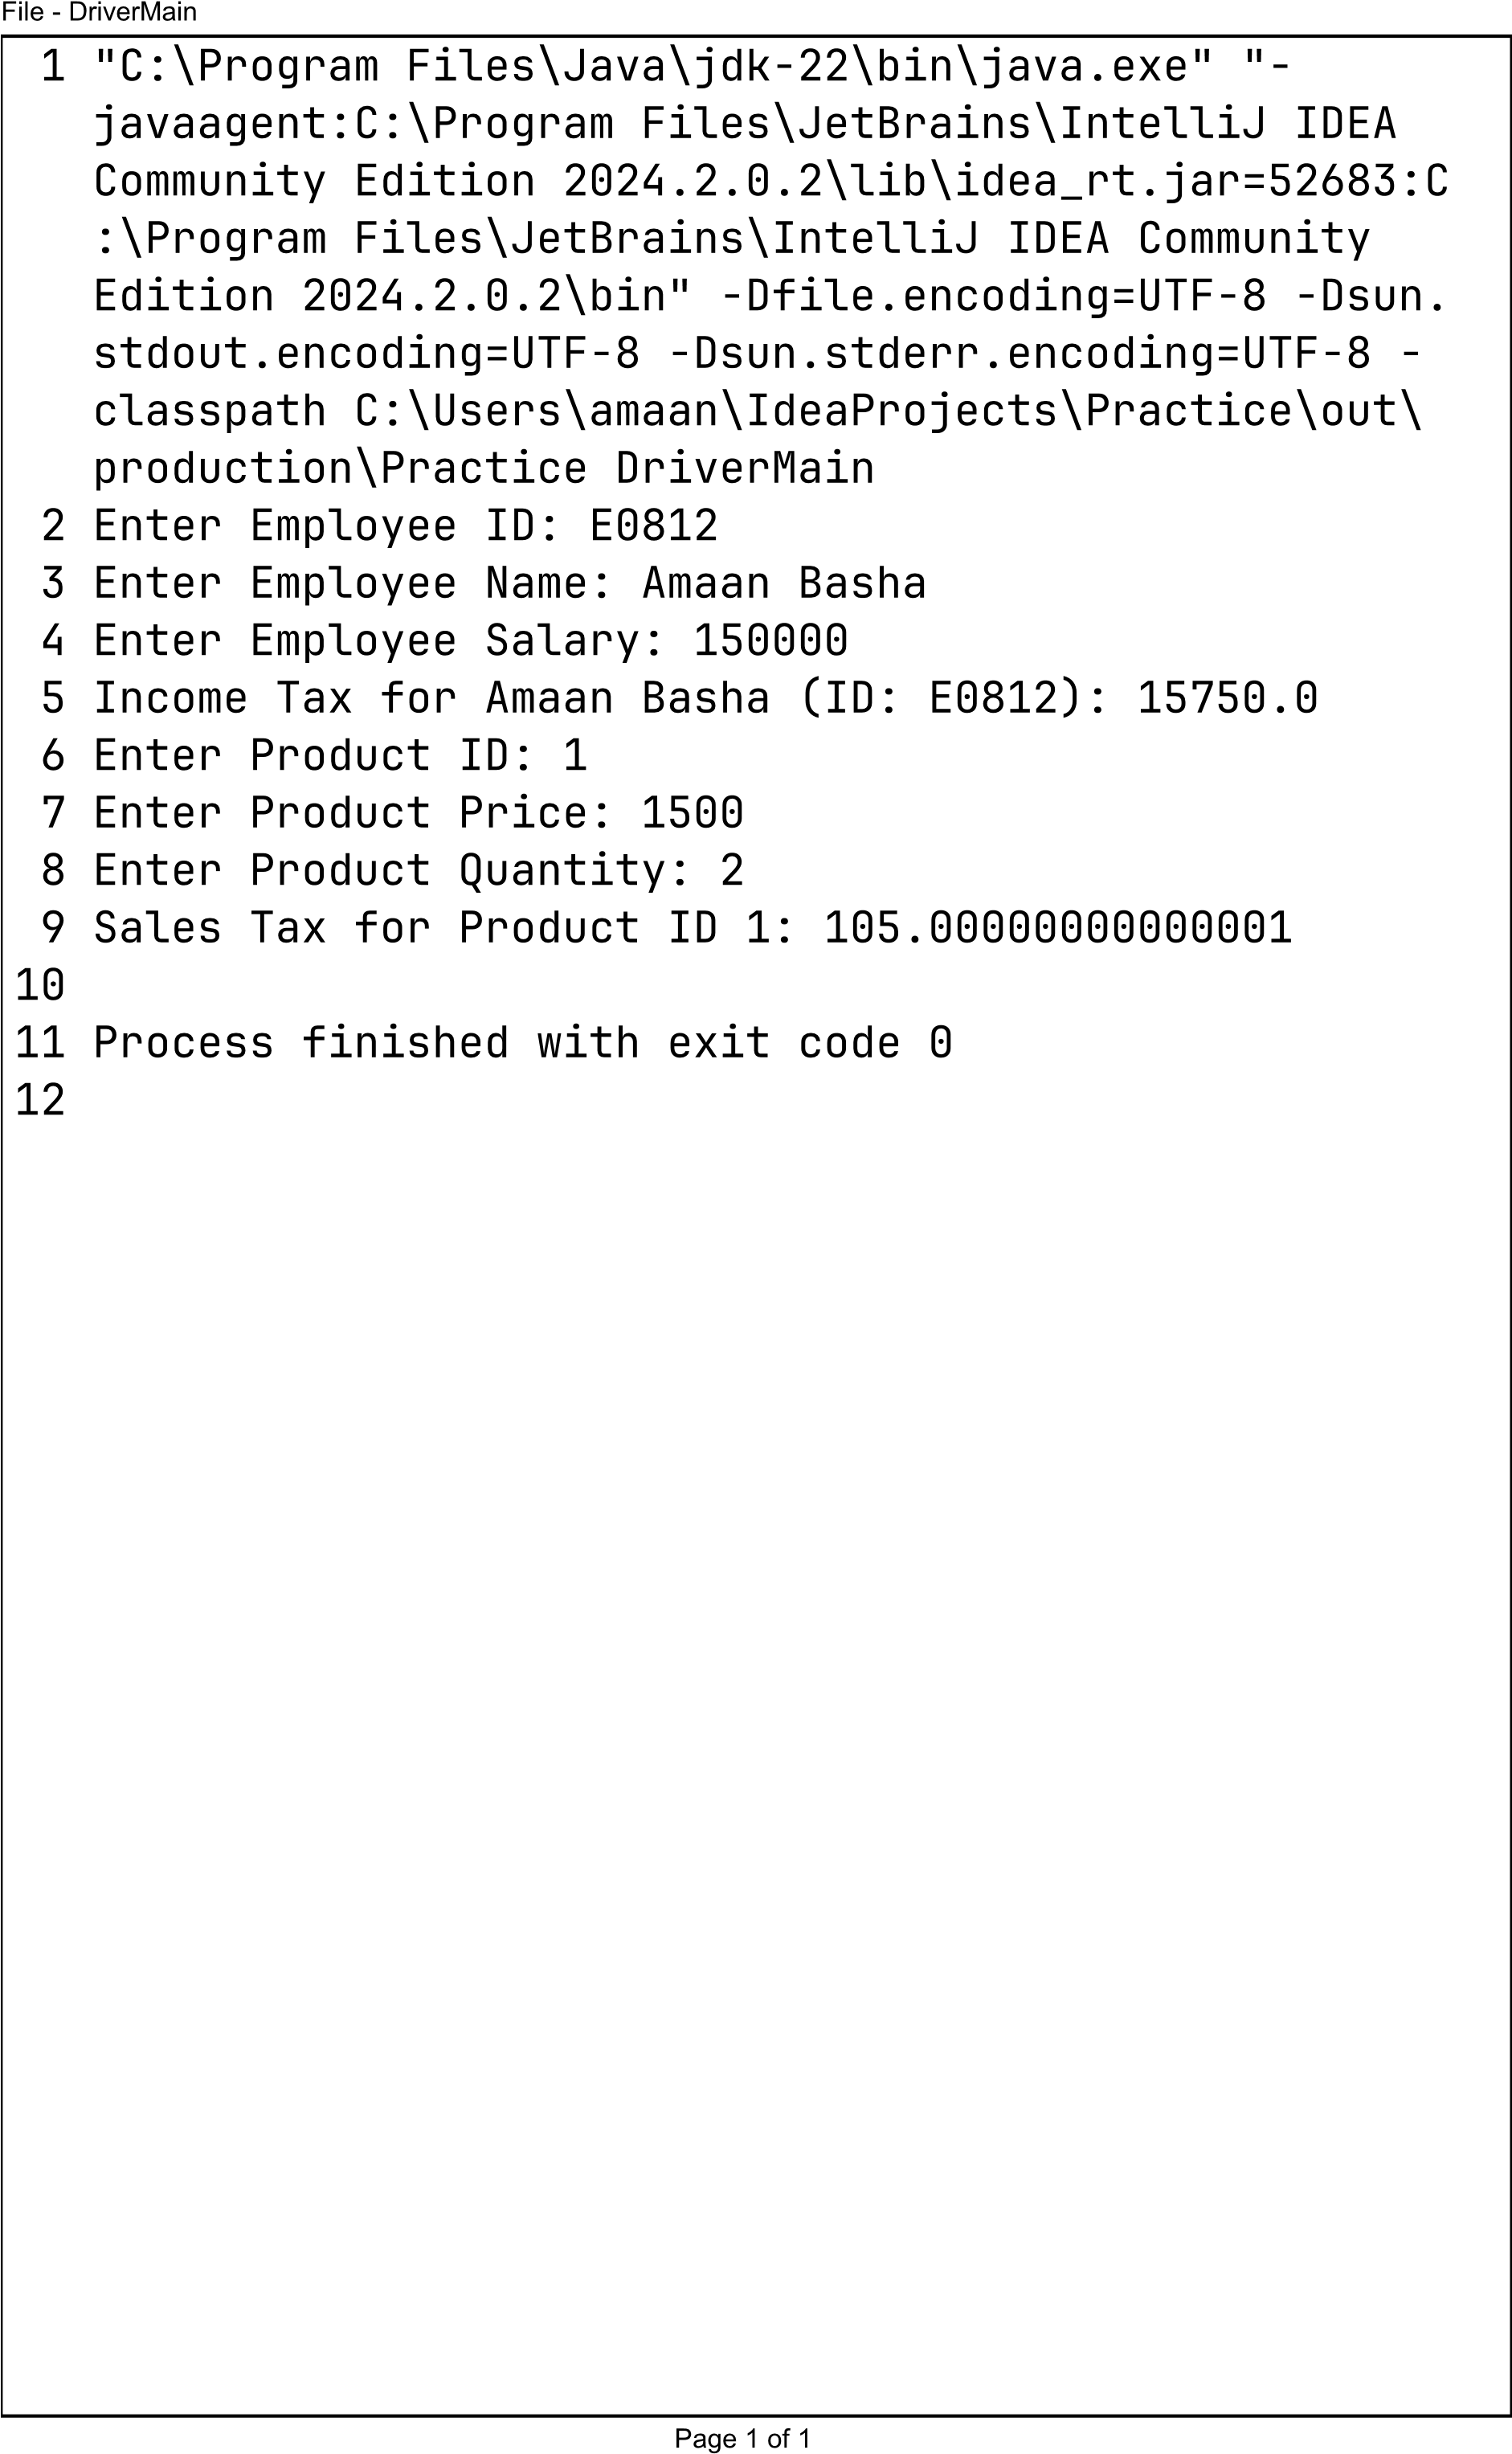 File - DriverMain
1 "C:\Program Files\Java\jdk-22\bin\java.exe" "-
javaagent:C:\Program Files\JetBrains\IntelliJ IDEA
Community Edition 2024.2.0.2\lib\idea_rt.jar=52683:C
:\Program Files\JetBrains\IntelliJ IDEA Community
Edition 2024.2.0.2\bin" -Dfile.encoding=UTF-8 -Dsun.
stdout.encoding=UTF-8 -Dsun.stderr.encoding=UTF-8 -
classpath C:\Users\amaan\IdeaProjects\Practice\out\
production\Practice DriverMain
2 Enter Employee ID: E0812
3 Enter Employee Name: Amaan Basha
4 Enter Employee Salary: 150000
5 Income Tax for Amaan Basha (ID: E0812): 15750.0
6 Enter Product ID: 1
7 Enter Product Price: 1500
8 Enter Product Quantity: 2
9 Sales Tax for Product ID 1: 105.00000000000001
10
11 Process finished with exit code 0
12
Page 1 of 1